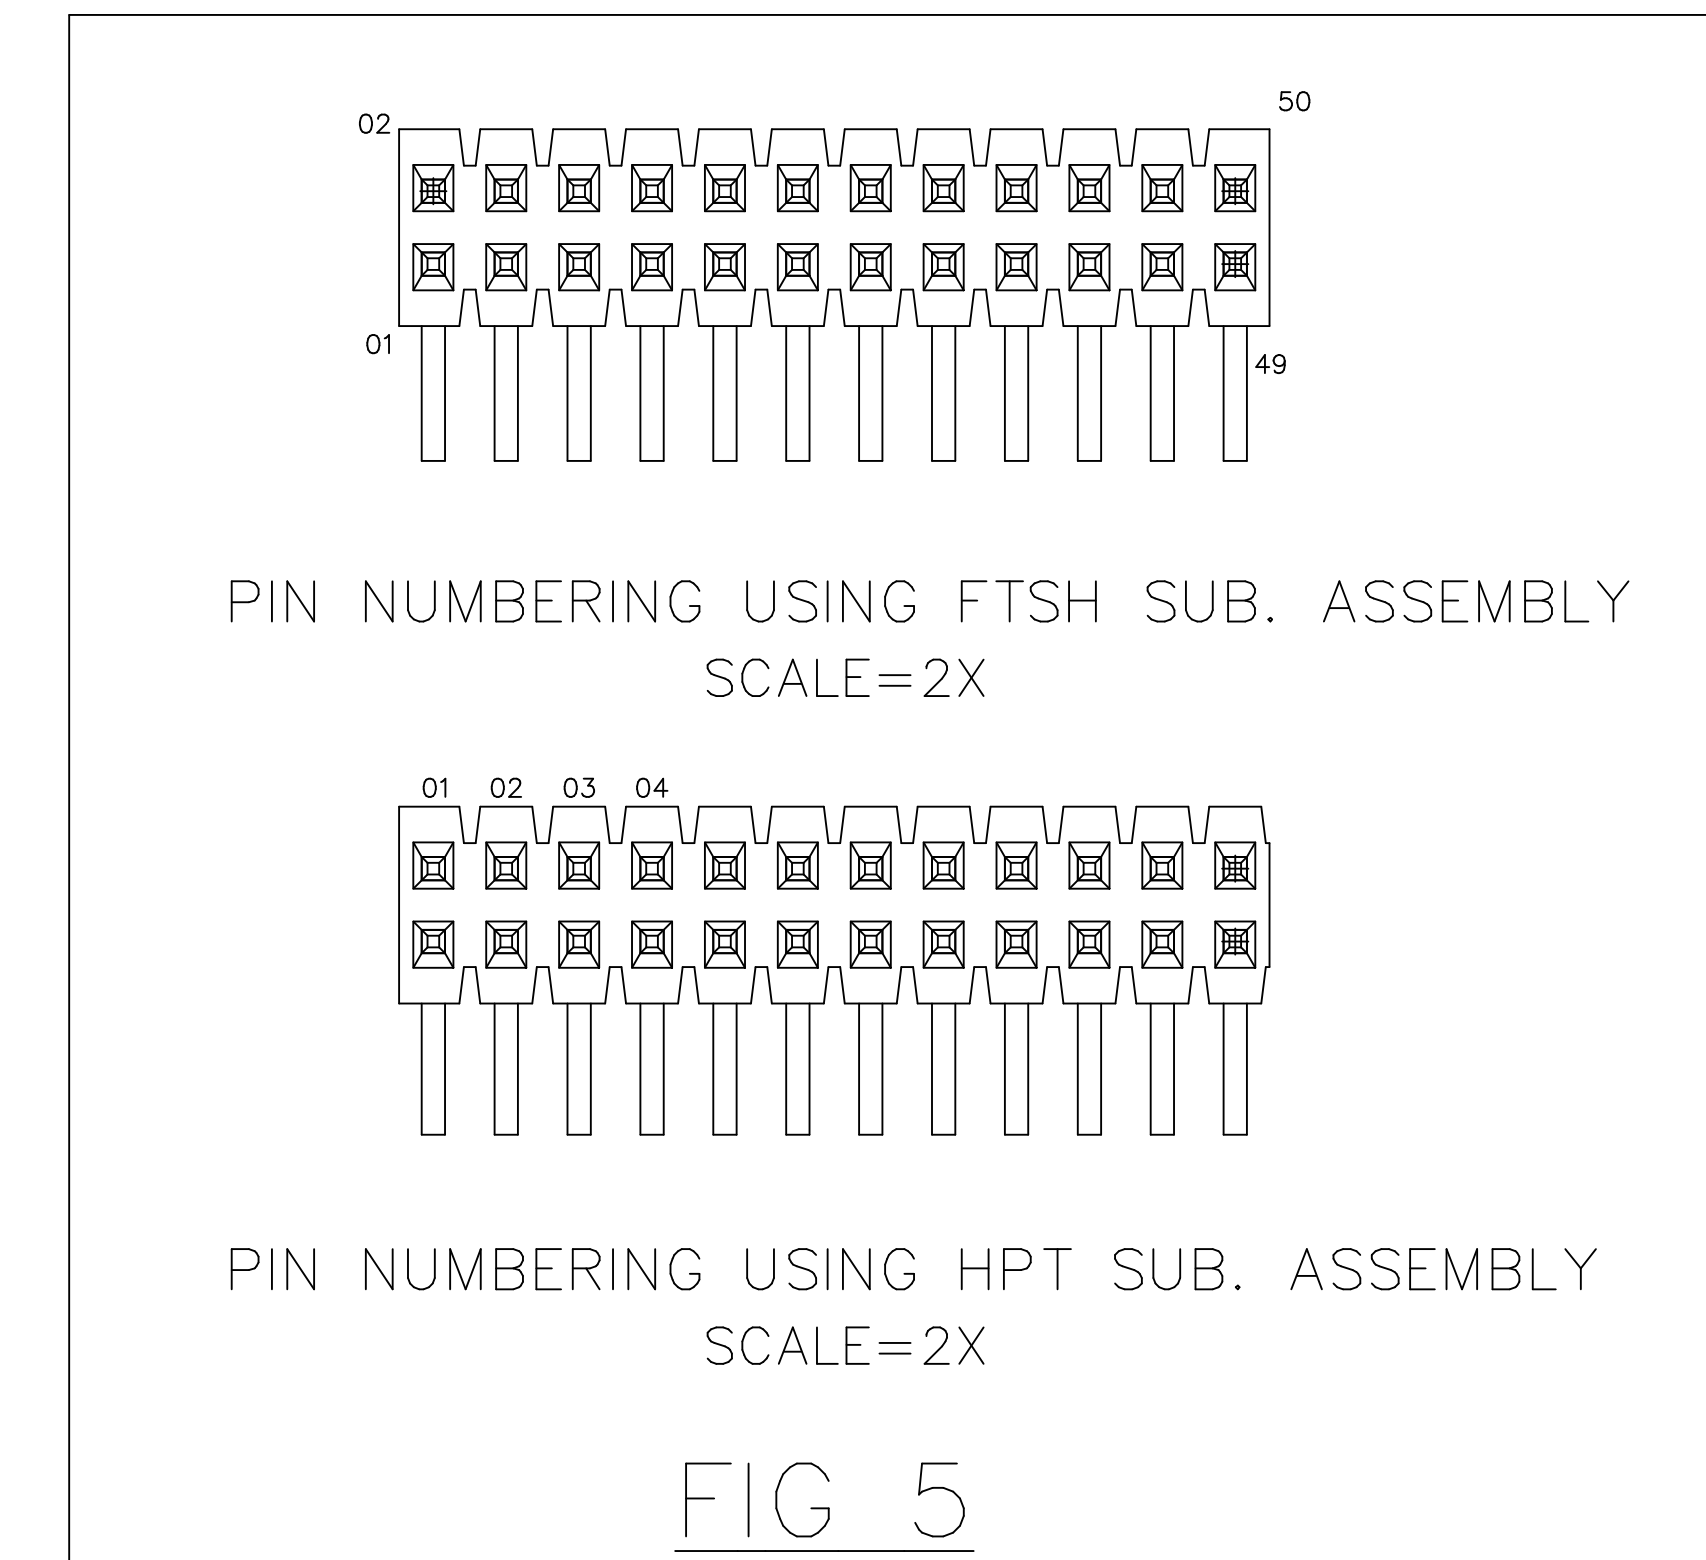 02
50
01
49
PIN NUMBERING USING FTSH SUB. ASSEMBLY
SCALE=2X
01 02 03 04
PIN NUMBERING USING HPT SUB. ASSEMBLY
SCALE=2X
FIG 5